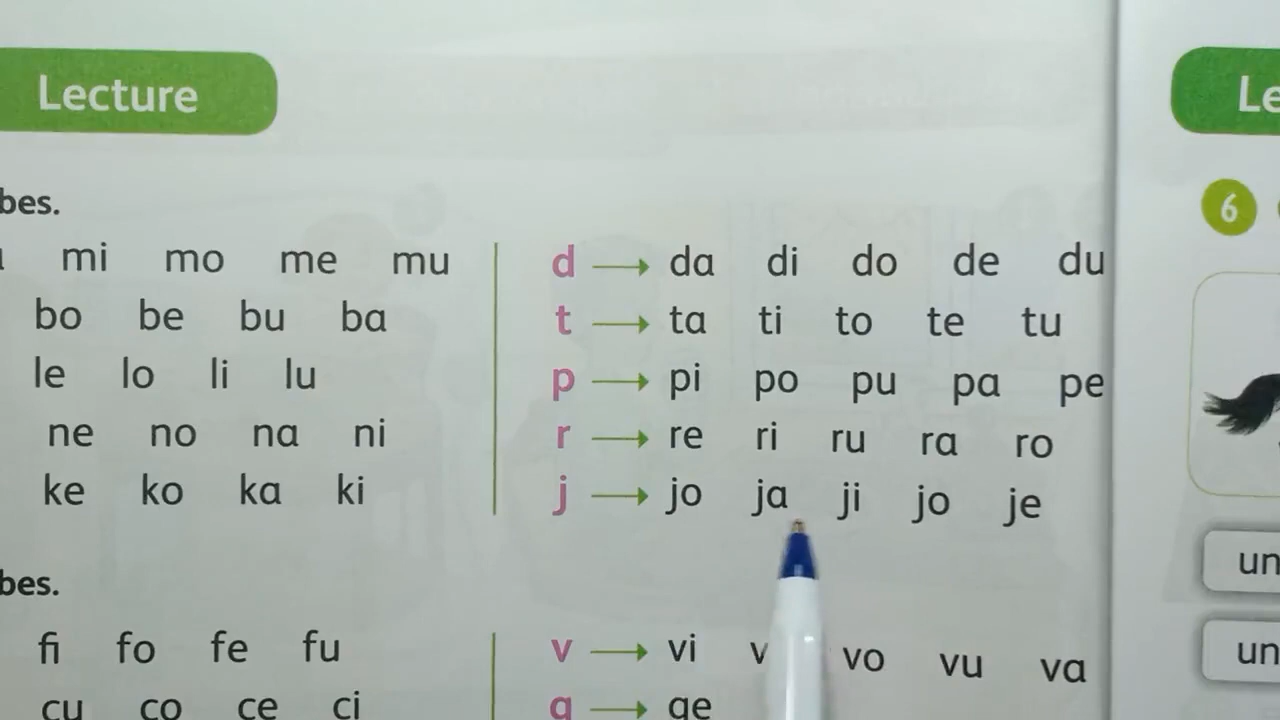 Lecture
bes.
mi mo me mu
bo be bu ba
le lo li lu
ne no na ni
ke ko ka ki
d → da di do de du
t → ta ti to te tu
p → pi po pu pa pe
r → re ri ru ra ro
j → jo ja ji jo je
bes.
fi fo fe fu
cu co ce ci
v → vi v vo vu va
Le
6
un
un